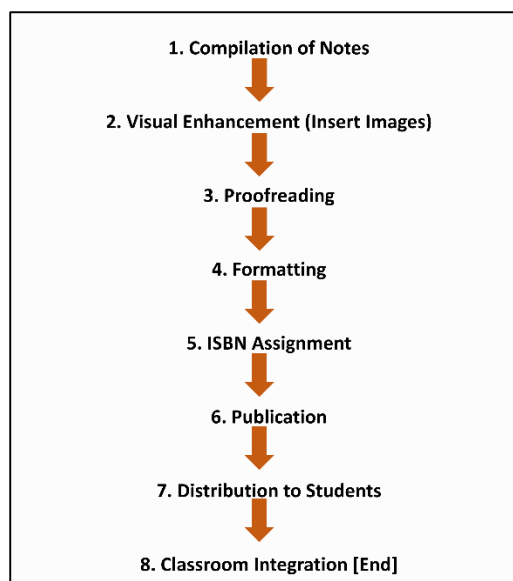 1. Compilation of Notes
2. Visual Enhancement (Insert Images)
3. Proofreading
4. Formatting
5. ISBN Assignment
6. Publication
7. Distribution to Students
8. Classroom Integration [End]